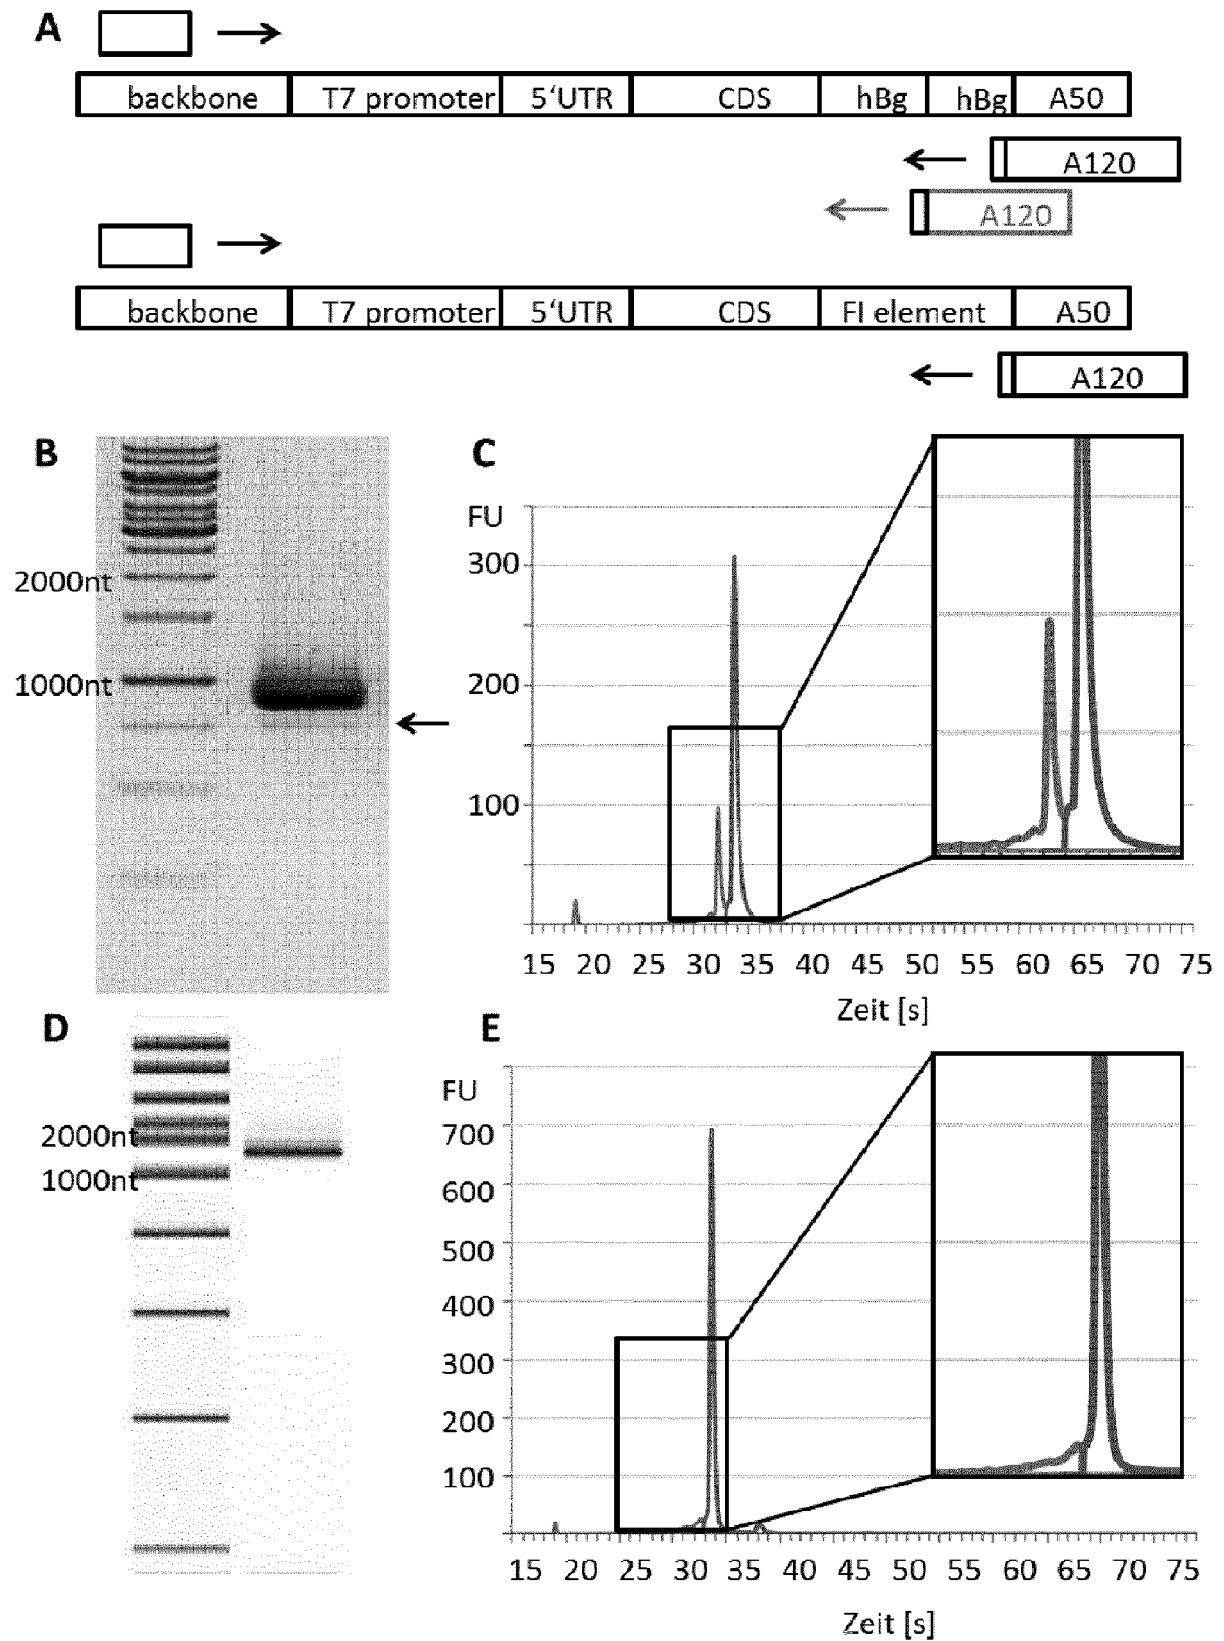 A
backbone T7 promoter 5‘UTR CDS hBg hBg A50
A120
A120
backbone T7 promoter 5‘UTR CDS FI element A50
A120
B
2000nt
1000nt
C
FU
300
200
100
15 20 25 30 35 40 45 50 55 60 65 70 75
Zeit [s]
D
2000nt
1000nt
E
FU
700
600
500
400
300
200
100
15 20 25 30 35 40 45 50 55 60 65 70 75
Zeit [s]